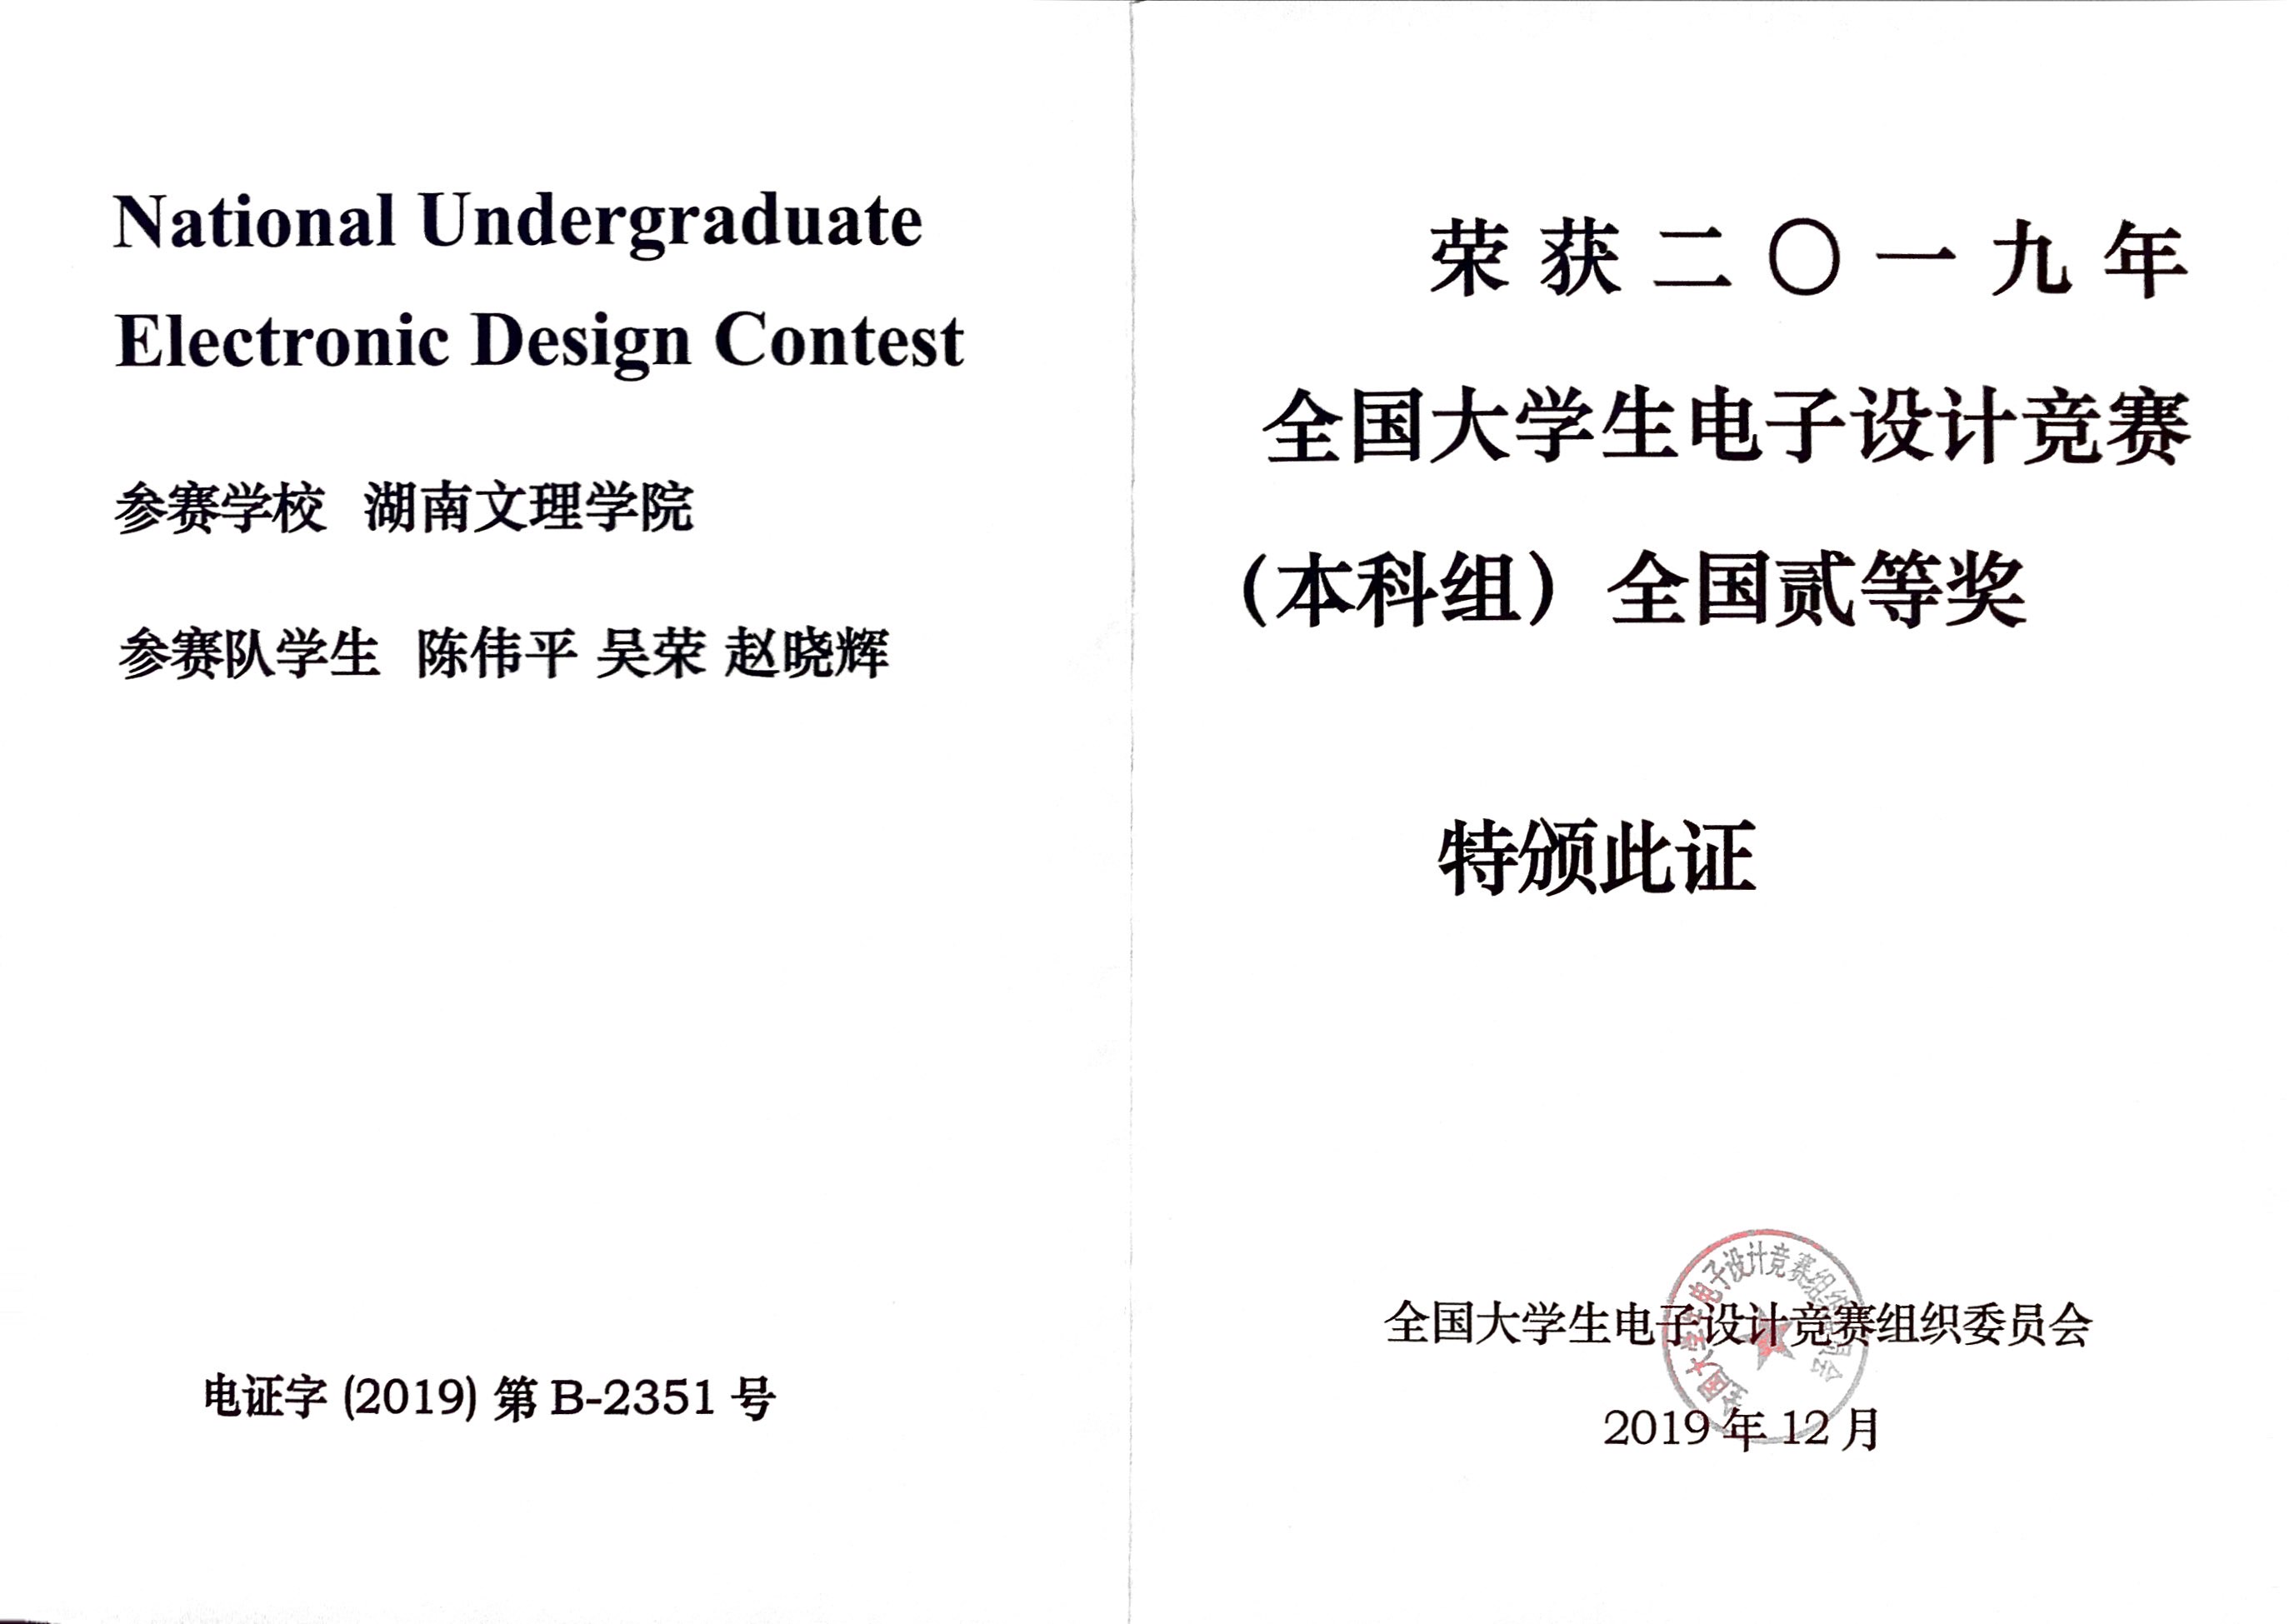 National Undergraduate
Electronic Design Contest
参赛学校 湖南文理学院
参赛队学生 陈伟平 吴荣 赵晓辉
电证字 (2019) 第 B-2351 号
荣获二〇一九年
全国大学生电子设计竞赛
（本科组）全国贰等奖
特颁此证
全国大学生电子设计竞赛组织委员会
全国大学生电子设计竞赛组织委员会
2019 年 12 月